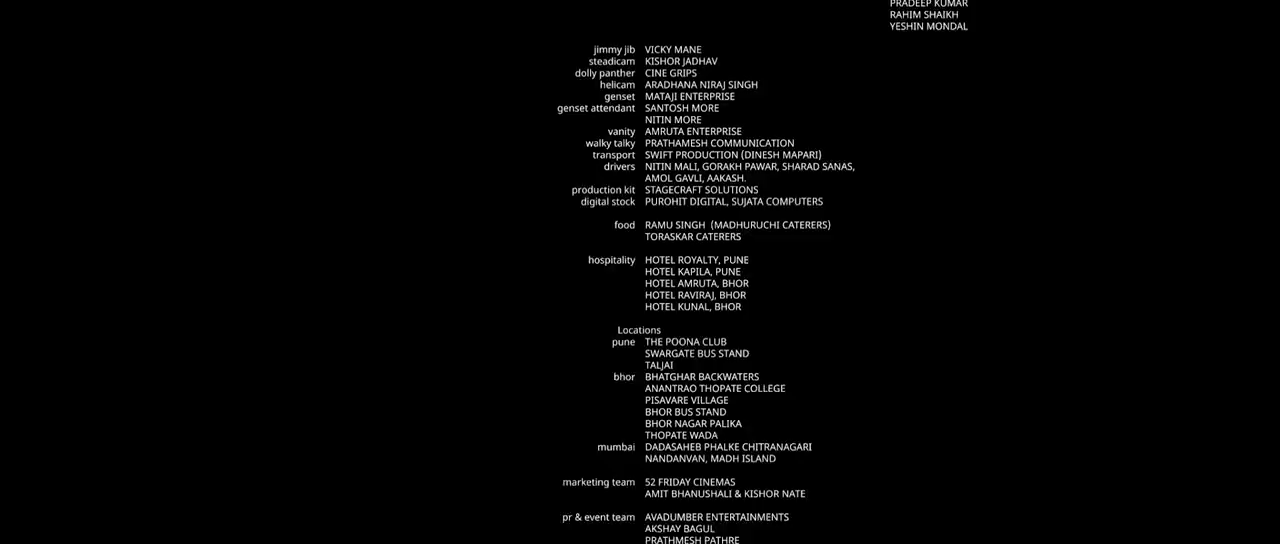 PRADEEP KUMAR
RAHIM SHAIKH
YESHIN MONDAL
jimmy jib VICKY MANE
steadicam KISHOR JADHAV
dolly panther CINE GRIPS
helicam ARADHANA NIRAJ SINGH
genset MATAJI ENTERPRISE
genset attendant SANTOSH MORE
NITIN MORE
vanity AMRUTA ENTERPRISE
walky talky PRATHAMESH COMMUNICATION
transport SWIFT PRODUCTION (DINESH MAPARI)
drivers NITIN MALI, GORAKH PAWAR, SHARAD SANAS,
AMOL GAVLI, AAKASH.
production kit STAGECRAFT SOLUTIONS
digital stock PUROHIT DIGITAL, SUJATA COMPUTERS
food RAMU SINGH (MADHURUCHI CATERERS)
TORASKAR CATERERS
hospitality HOTEL ROYALTY, PUNE
HOTEL KAPILA, PUNE
HOTEL AMRUTA, BHOR
HOTEL RAVIRAJ, BHOR
HOTEL KUNAL, BHOR
Locations
pune THE POONA CLUB
SWARGATE BUS STAND
TALJAI
bhor BHATGHAR BACKWATERS
ANANTRAO THOPATE COLLEGE
PISAVARE VILLAGE
BHOR BUS STAND
BHOR NAGAR PALIKA
THOPATE WADA
mumbai DADASAHEB PHALKE CHITRANAGARI
NANDANVAN, MADH ISLAND
marketing team 52 FRIDAY CINEMAS
AMIT BHANUSHALI & KISHOR NATE
pr & event team AVADUMBER ENTERTAINMENTS
AKSHAY BAGUL
PRATHMESH PATHRE